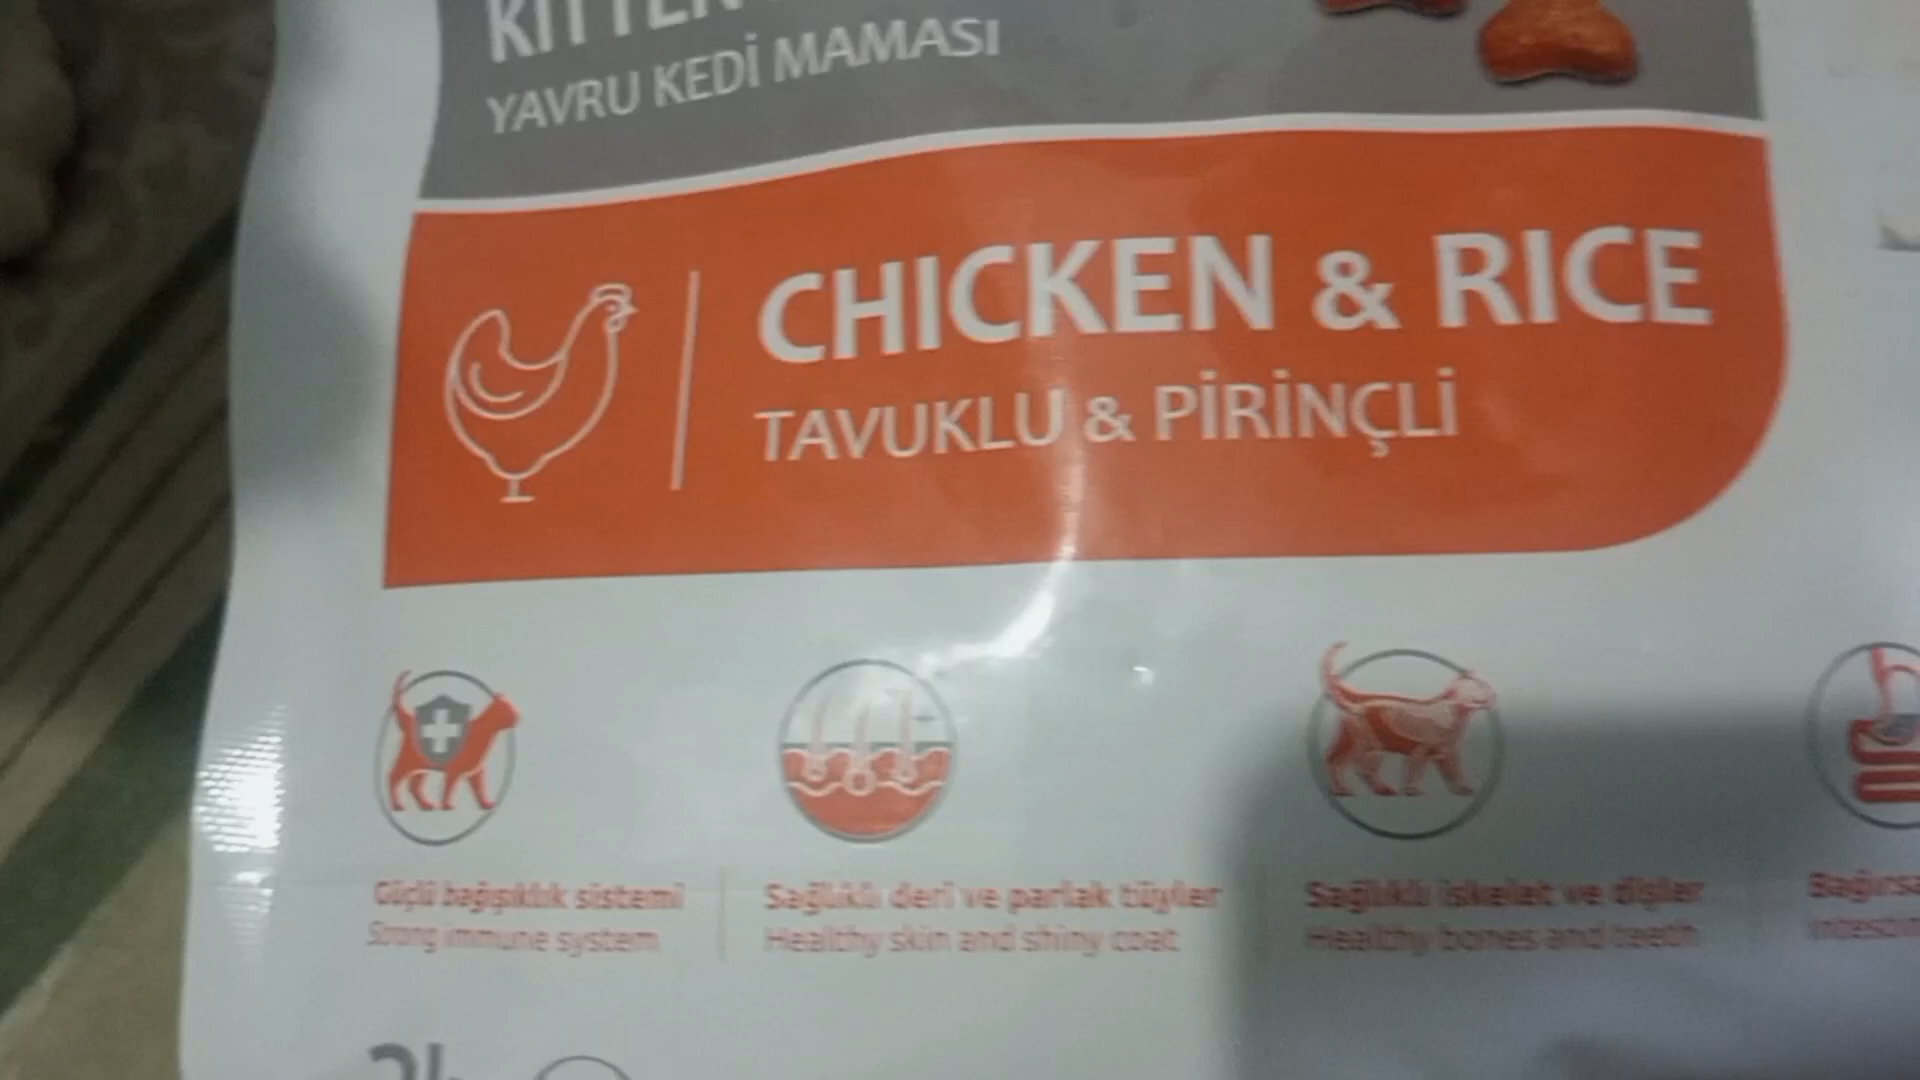 KITTEN
YAVRU KEDİ MAMASI
CHICKEN & RICE
TAVUKLU & PİRİNÇLİ
Güçlü bağışıklık sistemi
Strong immune system
Sağlıklı deri ve parlak tüyler
Healthy skin and shiny coat
Sağlıklı iskelet ve dişler
Healthy bones and teeth